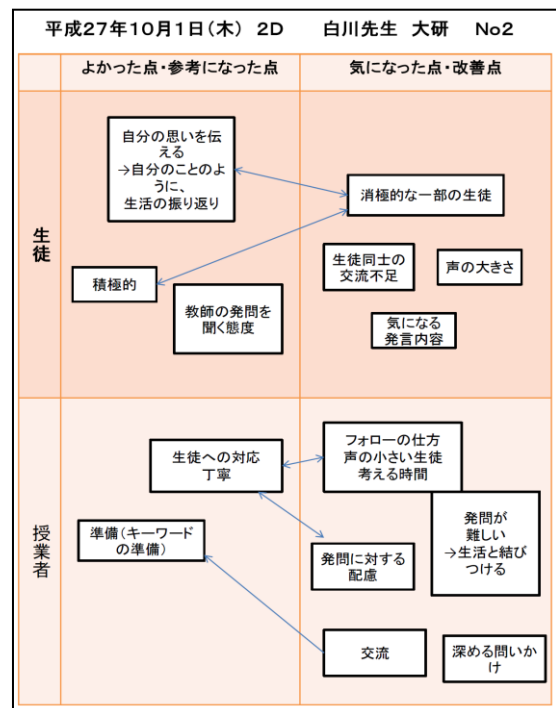 平成27年10月1日(木) 2D 白川先生 大研 No2
よかった点・参考になった点
気になった点・改善点
生徒
自分の思いを伝
える
→自分のことのよ
うに、
生活の振り返り
消極的な一部の生徒
積極的
教師の発問を
聞く態度
生徒同士の
交流不足
声の大きさ
気になる
発言内容
授業者
生徒への対応
丁寧
フォローの仕方
声の小さい生徒
考える時間
準備(キーワード
の準備)
発問に対する
配慮
発問が
難しい
→生活と結び
つける
交流
深める問いか
け